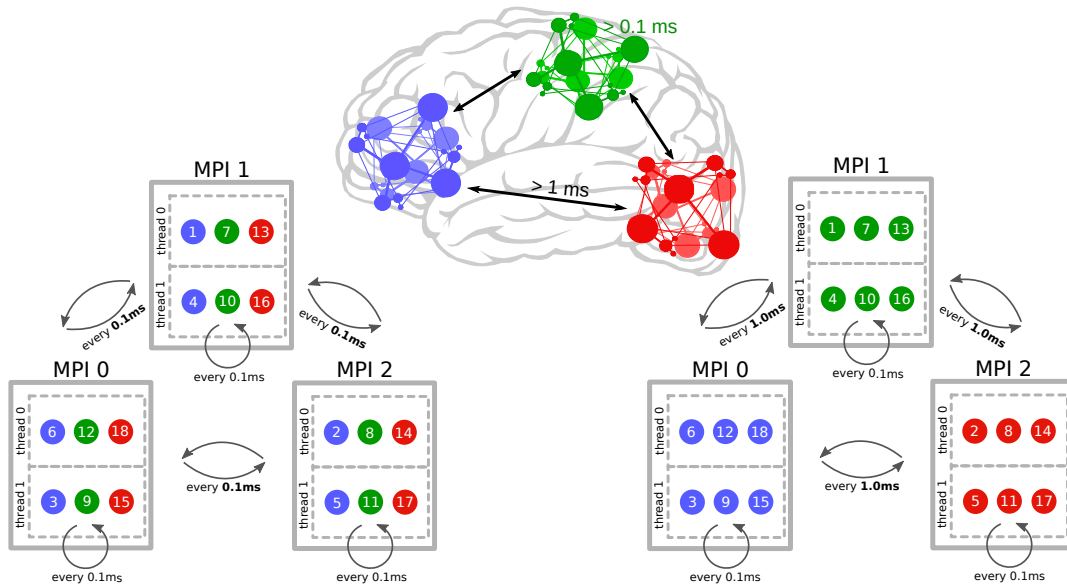 > 0.1 ms
> 1 ms
MPI 1
thread 0
1 7 13
thread 1
4 10 16
every 0.1ms
every 0.1ms
every 0.1ms
MPI 0
thread 0
6 12 18
thread 1
3 9 15
every 0.1ms
every 0.1ms
MPI 2
thread 0
2 8 14
thread 1
5 11 17
every 0.1ms
MPI 1
thread 0
1 7 13
thread 1
4 10 16
every 0.1ms
every 1.0ms
every 1.0ms
MPI 0
thread 0
6 12 18
thread 1
3 9 15
every 0.1ms
every 1.0ms
MPI 2
thread 0
2 8 14
thread 1
5 11 17
every 0.1ms